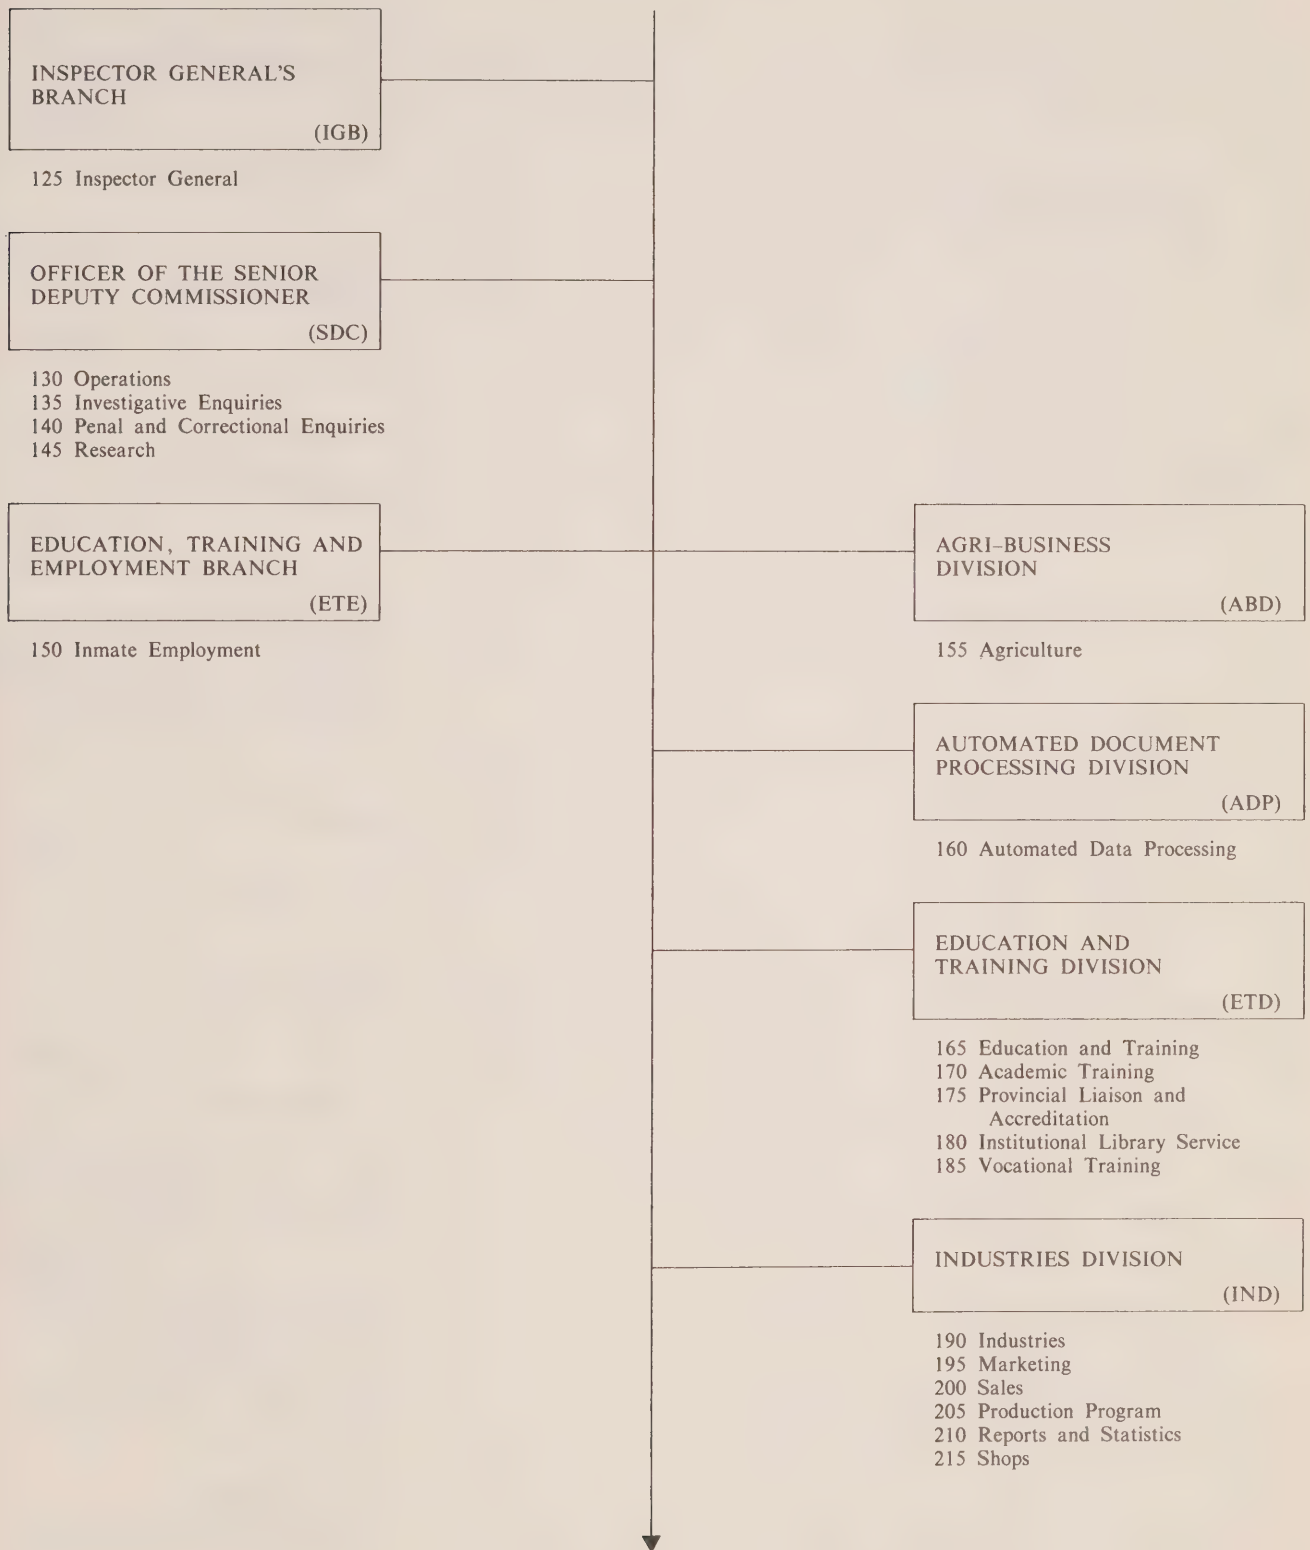 INSPECTOR GENERAL'S
BRANCH
(IGB)
125 Inspector General
OFFICER OF THE SENIOR
DEPUTY COMMISSIONER
(SDC)
130 Operations
135 Investigative Enquiries
140 Penal and Correctional Enquiries
145 Research
EDUCATION, TRAINING AND
EMPLOYMENT BRANCH
(ETE)
150 Inmate Employment
AGRI-BUSINESS
DIVISION
(ABD)
155 Agriculture
AUTOMATED DOCUMENT
PROCESSING DIVISION
(ADP)
160 Automated Data Processing
EDUCATION AND
TRAINING DIVISION
(ETD)
165 Education and Training
170 Academic Training
175 Provincial Liaison and
Accreditation
180 Institutional Library Service
185 Vocational Training
INDUSTRIES DIVISION
(IND)
190 Industries
195 Marketing
200 Sales
205 Production Program
210 Reports and Statistics
215 Shops